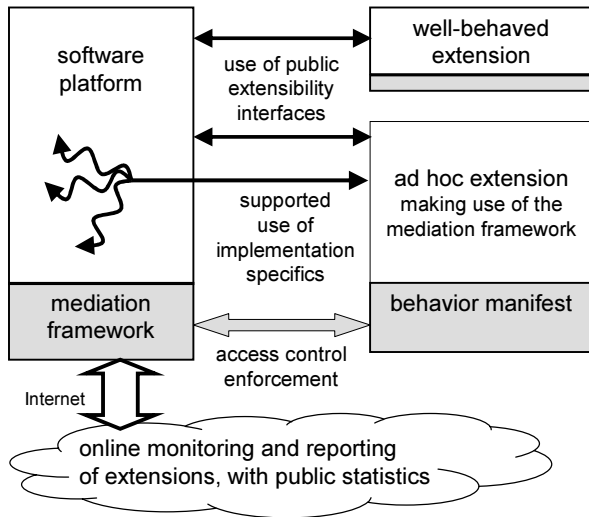 software
platform
well-behaved
extension
use of public
extensibility
interfaces
ad hoc extension
making use of the
mediation framework
supported
use of
implementation
specifics
mediation
framework
behavior manifest
access control
enforcement
Internet
online monitoring and reporting
of extensions, with public statistics